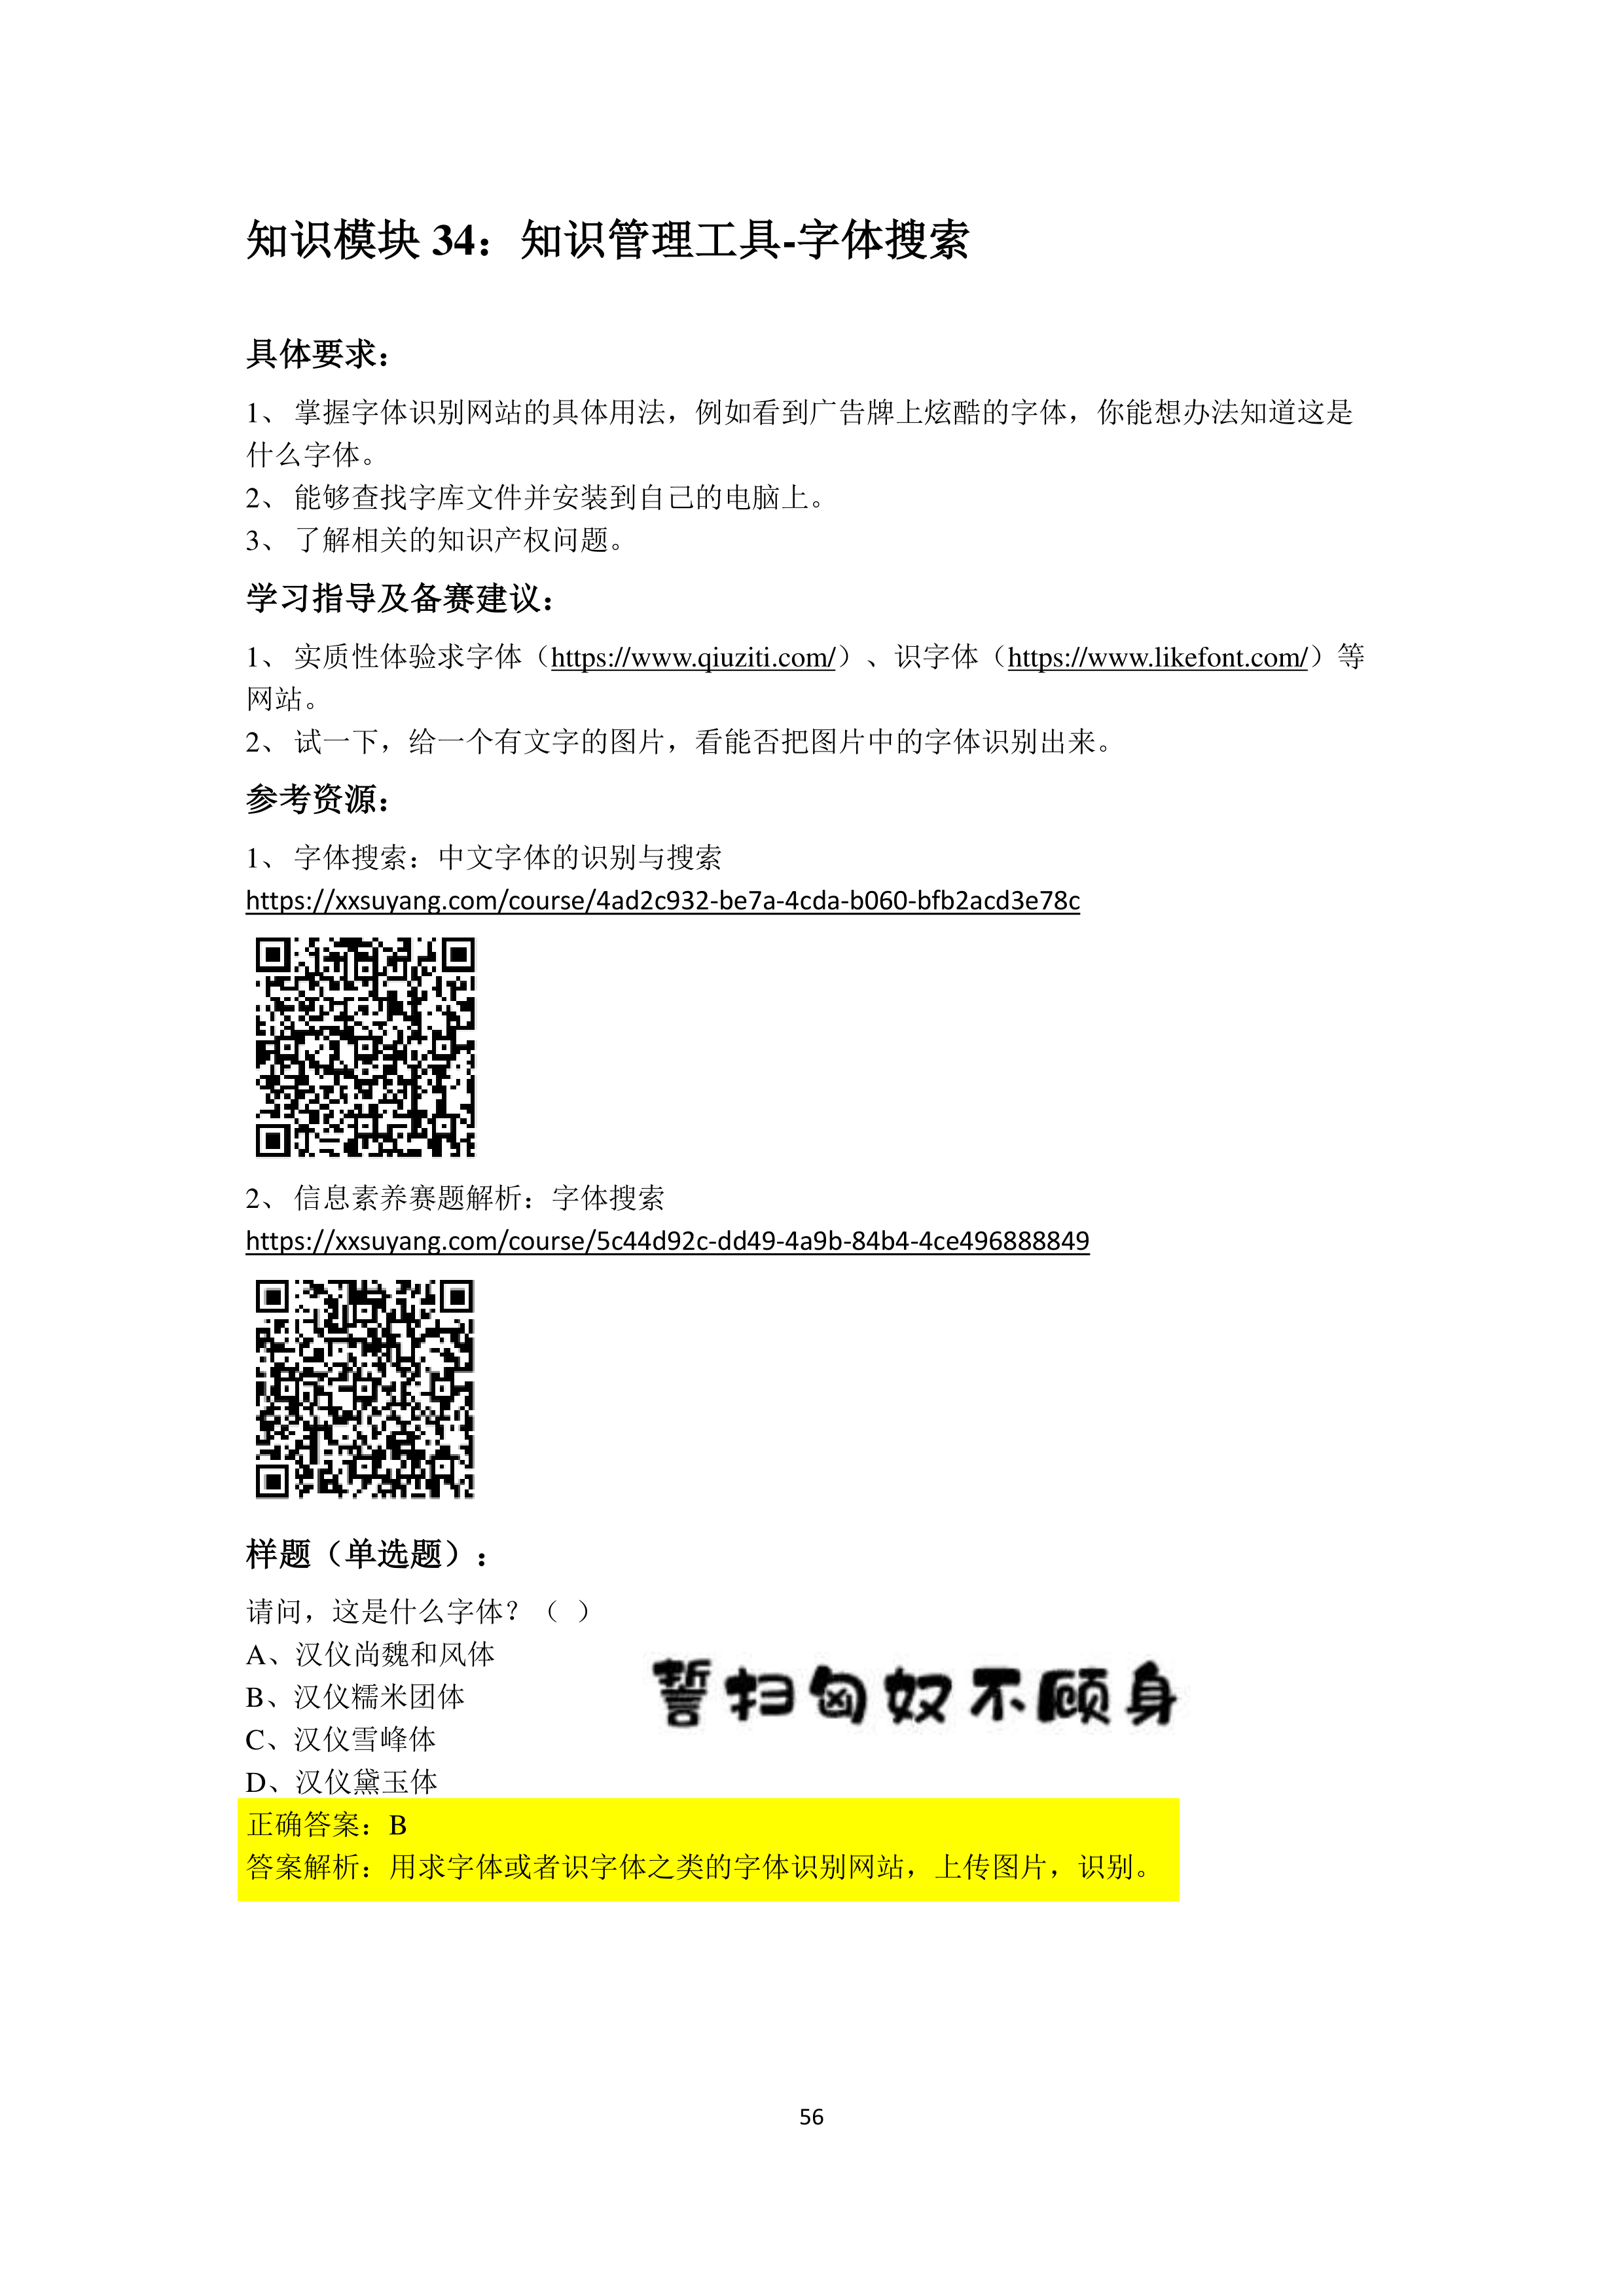 知识模块 34：知识管理工具-字体搜索
具体要求：
1、 掌握字体识别网站的具体用法，例如看到广告牌上炫酷的字体，你能想办法知道这是
什么字体。
2、 能够查找字库文件并安装到自己的电脑上。
3、 了解相关的知识产权问题。
学习指导及备赛建议：
1、 实质性体验求字体（https://www.qiuziti.com/）、识字体（https://www.likefont.com/）等
网站。
2、 试一下，给一个有文字的图片，看能否把图片中的字体识别出来。
参考资源：
1、 字体搜索：中文字体的识别与搜索
https://xxsuyang.com/course/4ad2c932-be7a-4cda-b060-bfb2acd3e78c
2、 信息素养赛题解析：字体搜索
https://xxsuyang.com/course/5c44d92c-dd49-4a9b-84b4-4ce496888849
样题（单选题）：
请问，这是什么字体？（ ）
A、汉仪尚魏和风体
B、汉仪糯米团体
C、汉仪雪峰体
D、汉仪黛玉体
誓扫匈奴不顾身
正确答案：B
答案解析：用求字体或者识字体之类的字体识别网站，上传图片，识别。
56